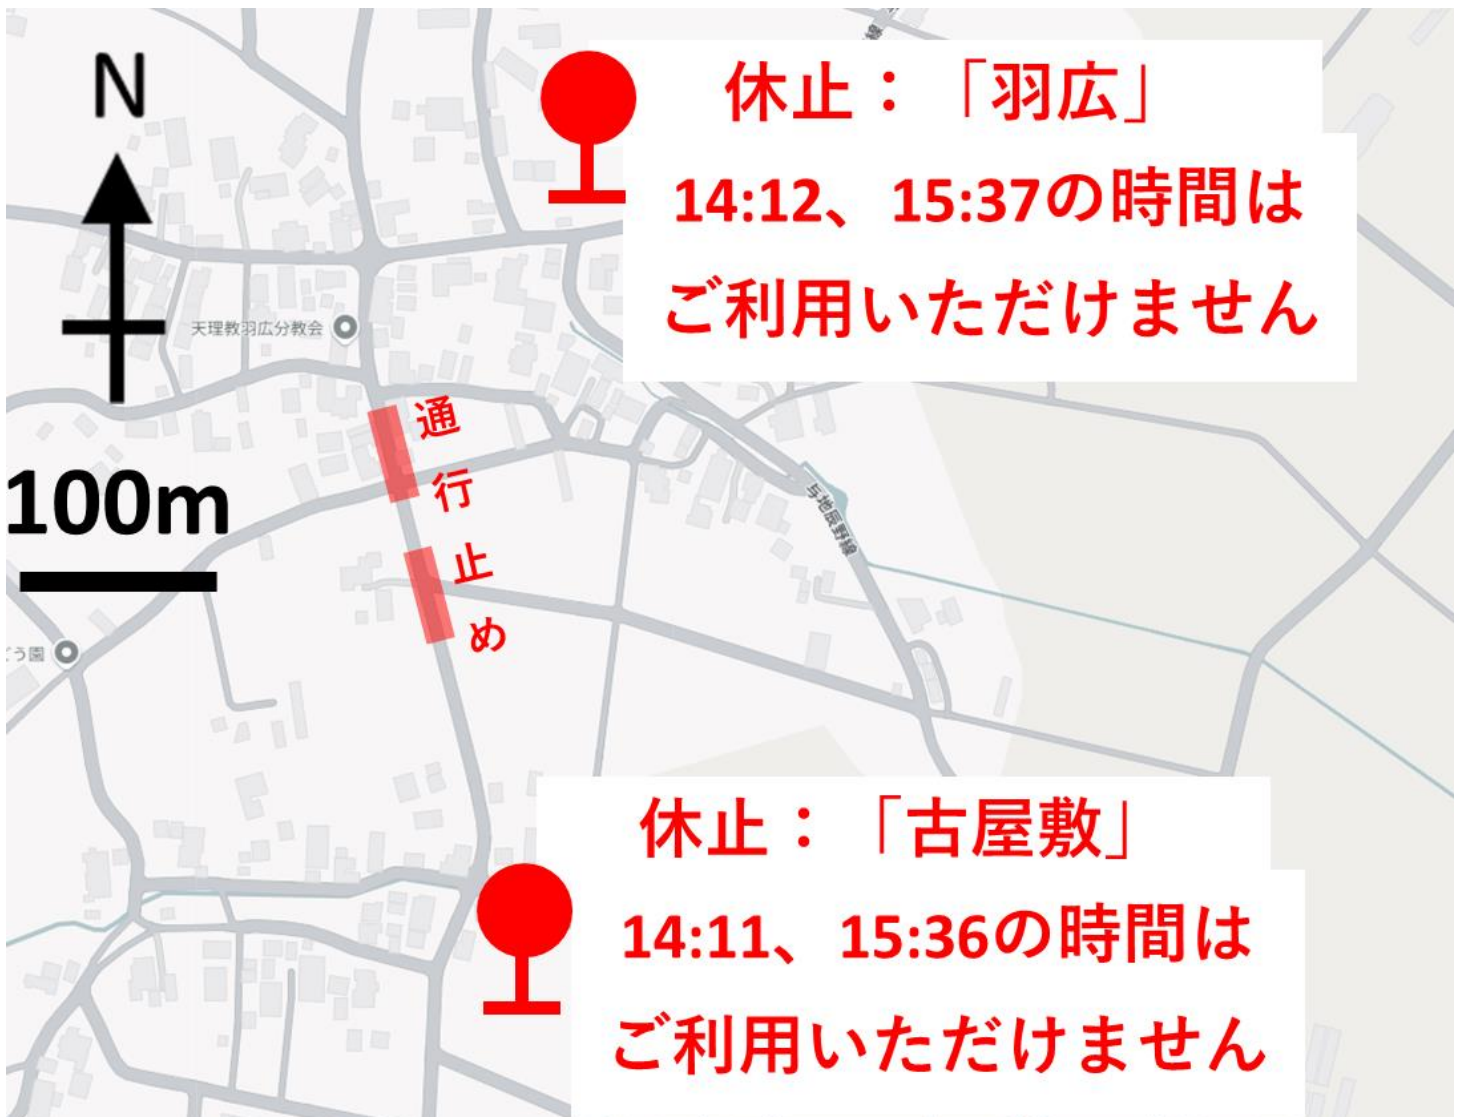 N
休止：「羽広」
14:12、15:37の時間は
ご利用いただけません
天理教羽広分教会
通行止め
100m
与地辰野線
う園
休止：「古屋敷」
14:11、15:36の時間は
ご利用いただけません